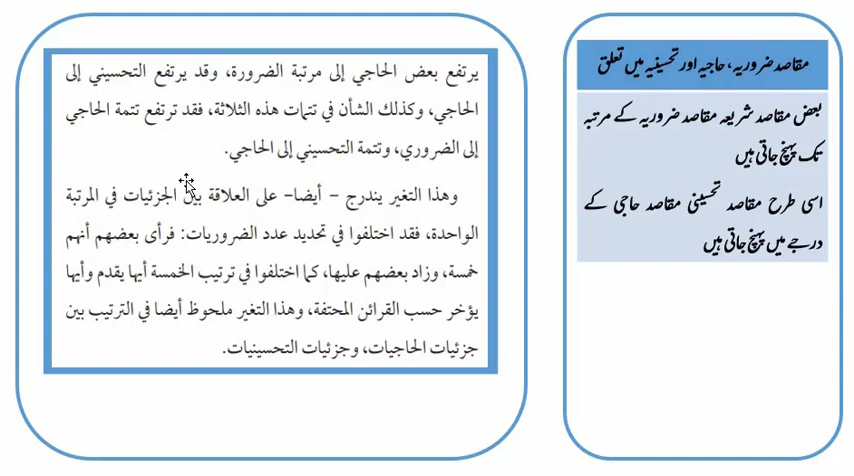 مقاصد ضروریہ، حاجیہ اور تحسینیہ میں تعلق
بعض مقاصد شریعہ مقاصد ضروریہ کے مرتبہ
تک پہنچ جاتی ہیں
اسی طرح مقاصد تحسینی مقاصد حاجی کے
درجے میں پہنچ جاتی ہیں
يرتفع بعض الحاجي إلى مرتبة الضرورة، وقد يرتفع التحسيني إلى
الحاجي، وكذلك الشأن في تتمات هذه الثلاثة، فقد ترتفع تتمة الحاجي
إلى الضروري، وتتمة التحسيني إلى الحاجي.
وهذا التغير يندرج – أيضا– على العلاقة بين الجزئيات في المرتبة
الواحدة، فقد اختلفوا في تحديد عدد الضروريات: فرأى بعضهم أنهم
خمسة، وزاد بعضهم عليها، كما اختلفوا في ترتيب الخمسة أيها يقدم وأيها
يؤخر حسب القرائن المحتفة، وهذا التغير ملحوظ أيضا في الترتيب بين
جزئيات الحاجيات، وجزئيات التحسينيات.